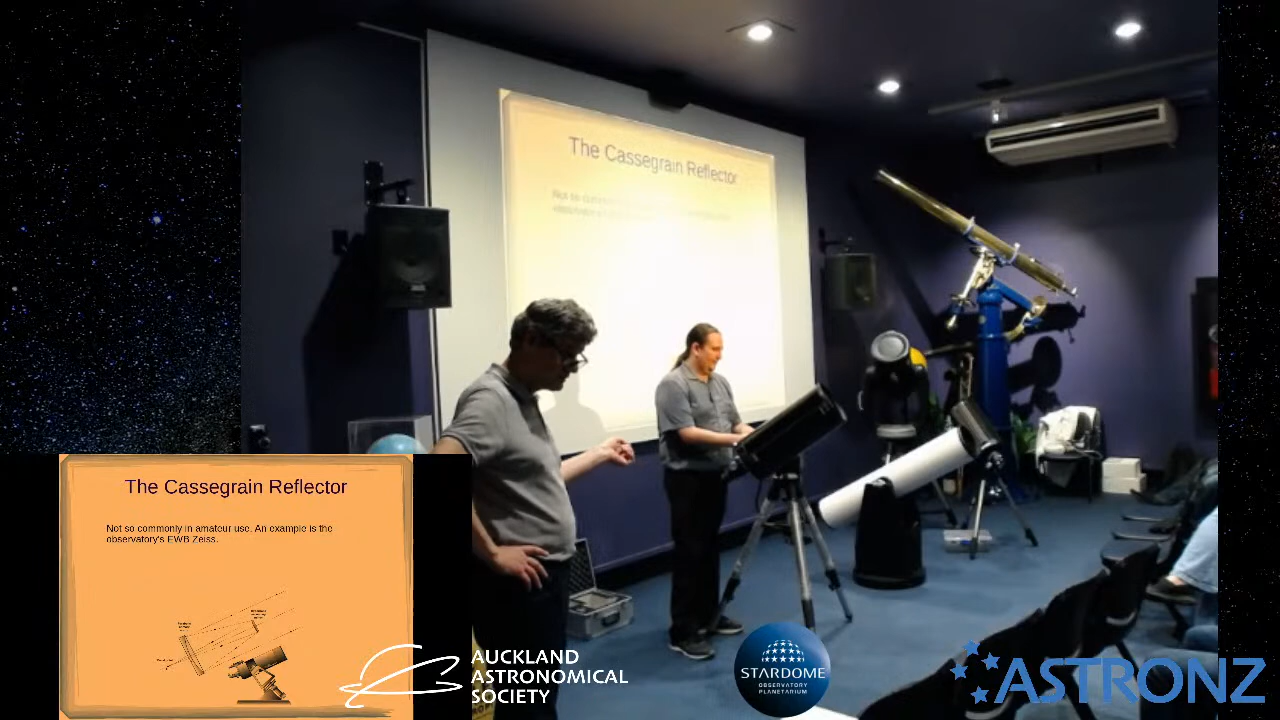 The Cassegrain Reflector
The Cassegrain Reflector
Not so commonly in amateur use. An example is the
observatory's EWB Zeiss.
AUCKLAND
ASTRONOMICAL
SOCIETY
STARDOME
OBSERVATORY
PLANETARIUM
ASTRONZ